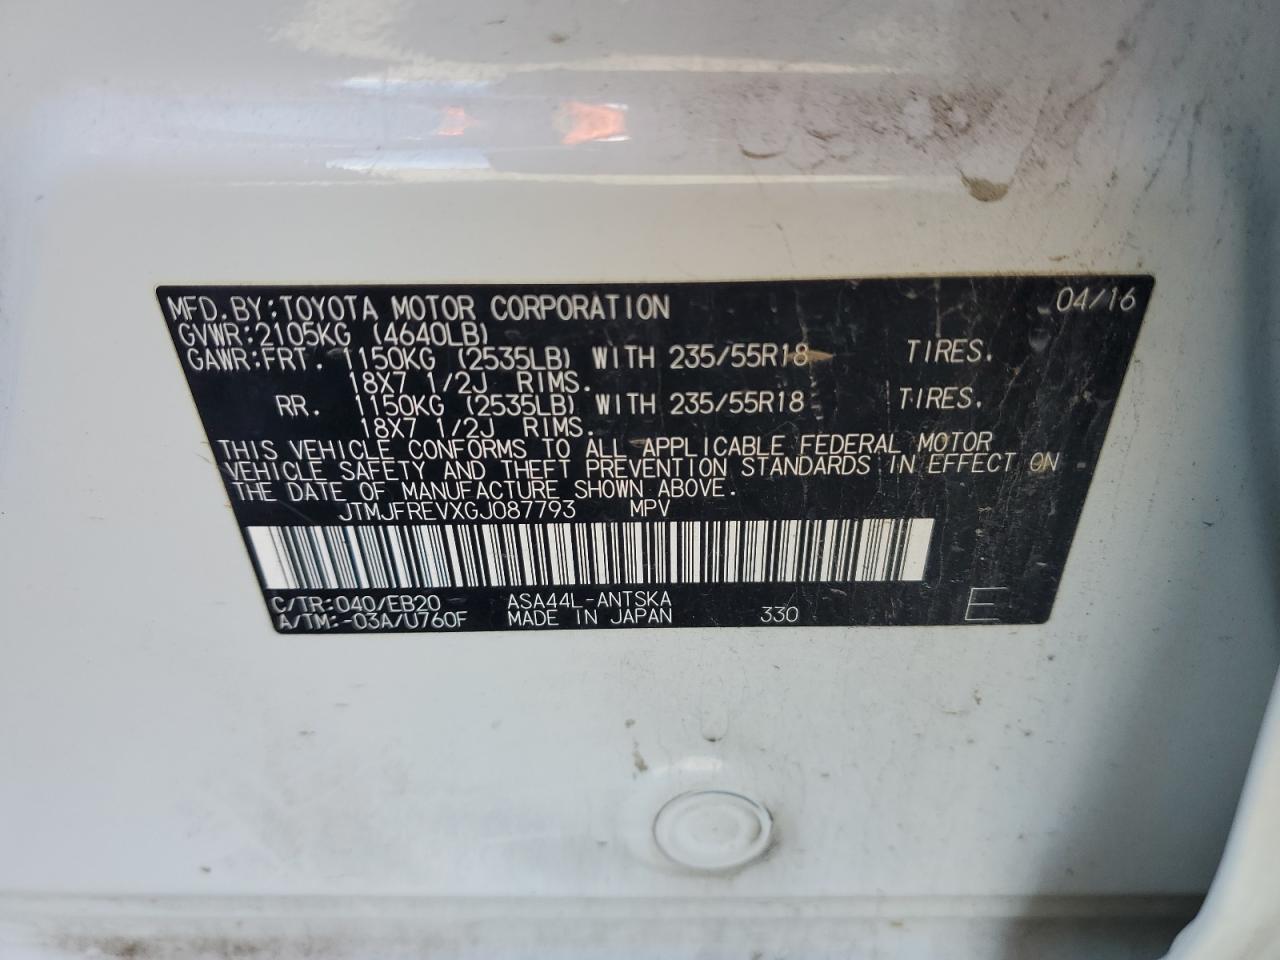 MFD.BY:TOYOTA MOTOR CORPORATION 04/16
GVWR:2105KG (4640LB)
GAWR:FRT. 1150KG (2535LB) WITH 235/55R18 TIRES.
18X7 1/2J RIMS.
RR. 1150KG (2535LB) WITH 235/55R18 TIRES.
18X7 1/2J RIMS.
THIS VEHICLE CONFORMS TO ALL APPLICABLE FEDERAL MOTOR
VEHICLE SAFETY AND THEFT PREVENTION STANDARDS IN EFFECT ON
THE DATE OF MANUFACTURE SHOWN ABOVE.
JTMJFREVXGJ087793 MPV
C/TR:040/EB20 ASA44L-ANTSKA
A/TM:-03A/U760F MADE IN JAPAN 330 E